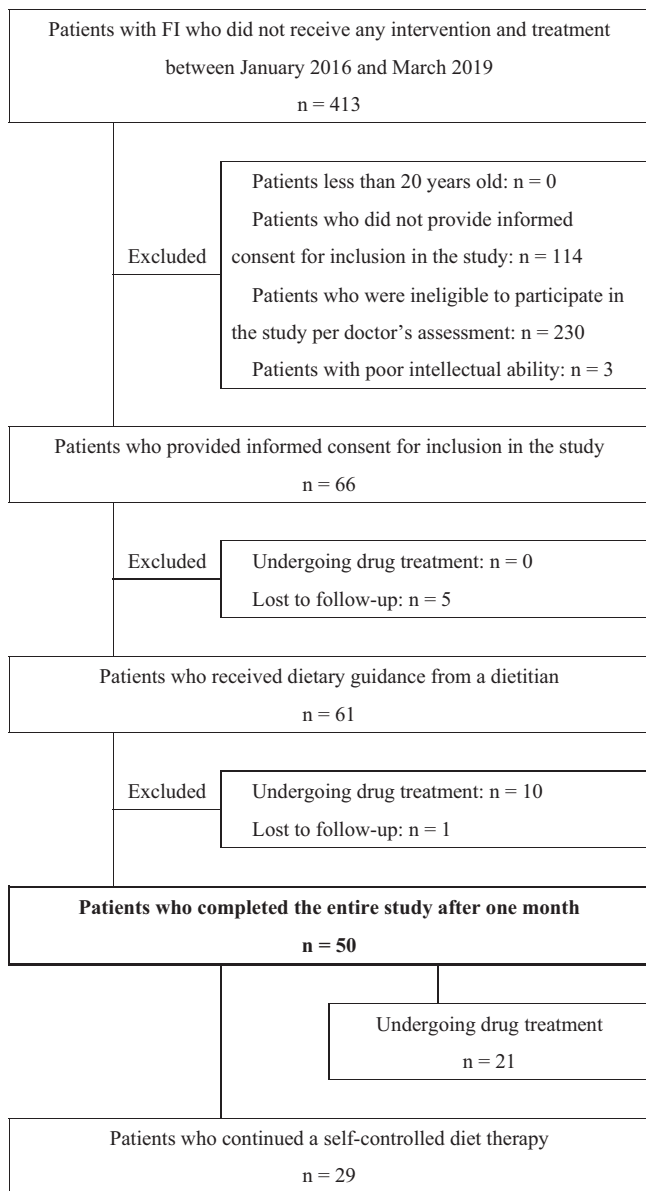 Patients with FI who did not receive any intervention and treatment
between January 2016 and March 2019
n = 413
Excluded
Patients less than 20 years old: n = 0
Patients who did not provide informed
consent for inclusion in the study: n = 114
Patients who were ineligible to participate in
the study per doctor’s assessment: n = 230
Patients with poor intellectual ability: n = 3
Patients who provided informed consent for inclusion in the study
n = 66
Excluded
Undergoing drug treatment: n = 0
Lost to follow-up: n = 5
Patients who received dietary guidance from a dietitian
n = 61
Excluded
Undergoing drug treatment: n = 10
Lost to follow-up: n = 1
Patients who completed the entire study after one month
n = 50
Undergoing drug treatment
n = 21
Patients who continued a self-controlled diet therapy
n = 29